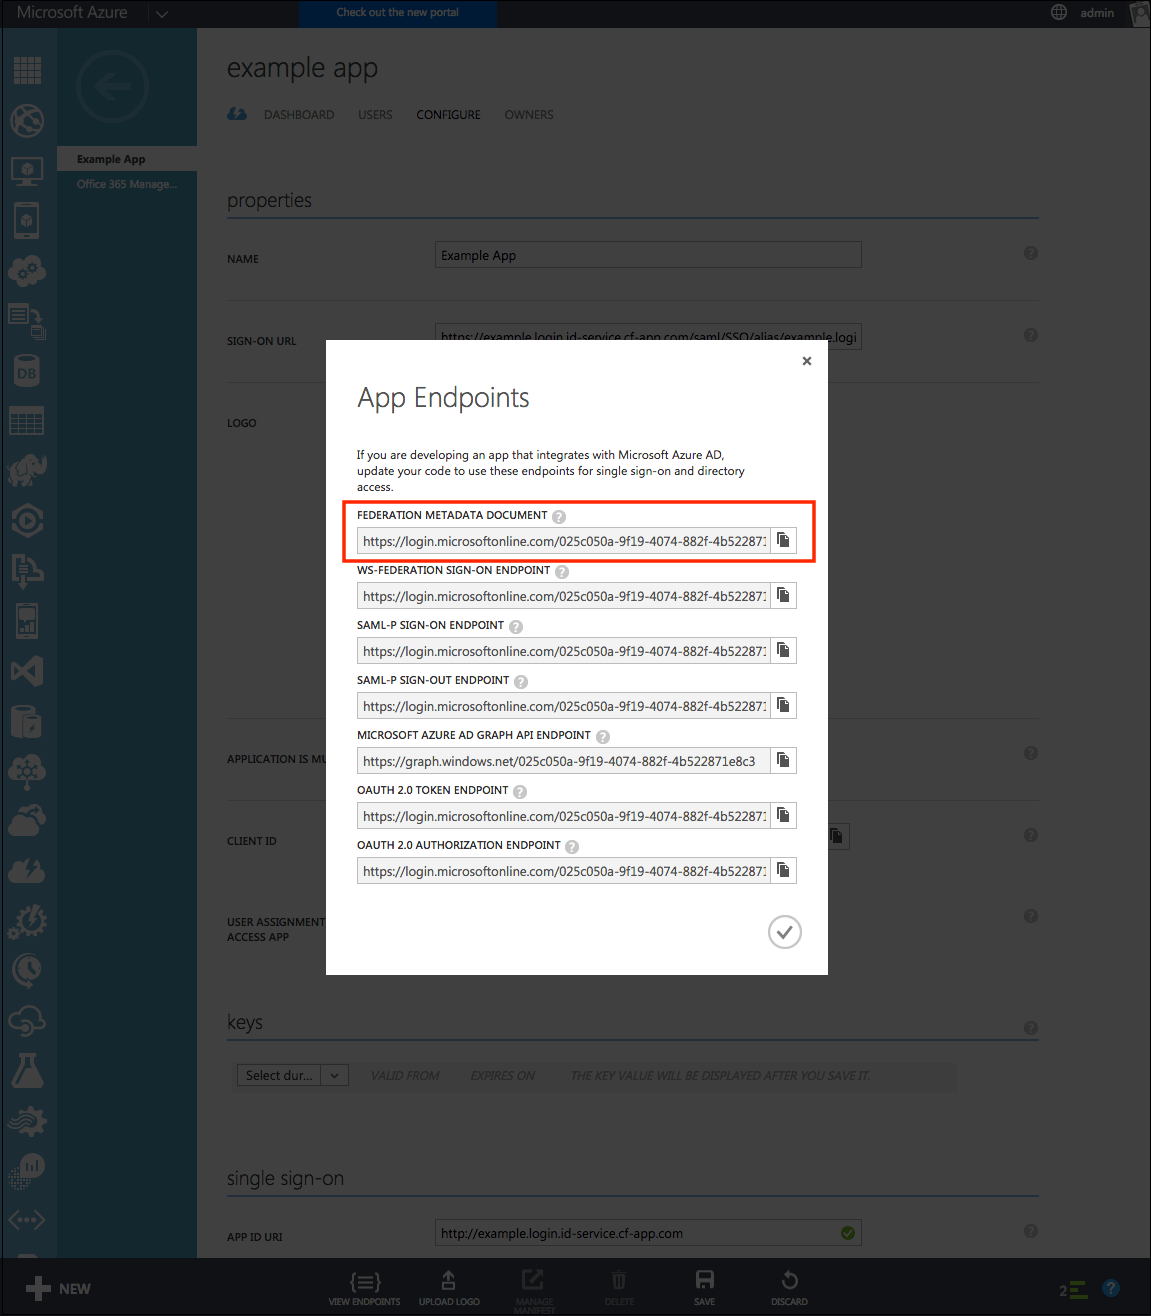 Microsoft Azure
Check out the new portal
admin
example app
DASHBOARD USERS CONFIGURE OWNERS
Example App
Office 365 Manage...
properties
NAME
Example App
SIGN-ON URL
https://example.login.id-service.cf-app.com/saml/SSO/alias/example.logi
LOGO
App Endpoints
If you are developing an app that integrates with Microsoft Azure AD,
update your code to use these endpoints for single sign-on and directory
access.
FEDERATION METADATA DOCUMENT
https://login.microsoftonline.com/025c050a-9f19-4074-882f-4b522871
WS-FEDERATION SIGN-ON ENDPOINT
https://login.microsoftonline.com/025c050a-9f19-4074-882f-4b522871
SAML-P SIGN-ON ENDPOINT
https://login.microsoftonline.com/025c050a-9f19-4074-882f-4b522871
SAML-P SIGN-OUT ENDPOINT
https://login.microsoftonline.com/025c050a-9f19-4074-882f-4b522871
MICROSOFT AZURE AD GRAPH API ENDPOINT
https://graph.windows.net/025c050a-9f19-4074-882f-4b522871e8c3
OAUTH 2.0 TOKEN ENDPOINT
https://login.microsoftonline.com/025c050a-9f19-4074-882f-4b522871
OAUTH 2.0 AUTHORIZATION ENDPOINT
https://login.microsoftonline.com/025c050a-9f19-4074-882f-4b522871
APPLICATION IS MU
CLIENT ID
USER ASSIGNMENT
ACCESS APP
keys
Select dur... VALID FROM EXPIRES ON THE KEY VALUE WILL BE DISPLAYED AFTER YOU SAVE IT.
single sign-on
APP ID URI
http://example.login.id-service.cf-app.com
DB
NEW
VIEW ENDPOINTS
UPLOAD LOGO
MANAGE
MANIFEST
DELETE
SAVE
DISCARD
2